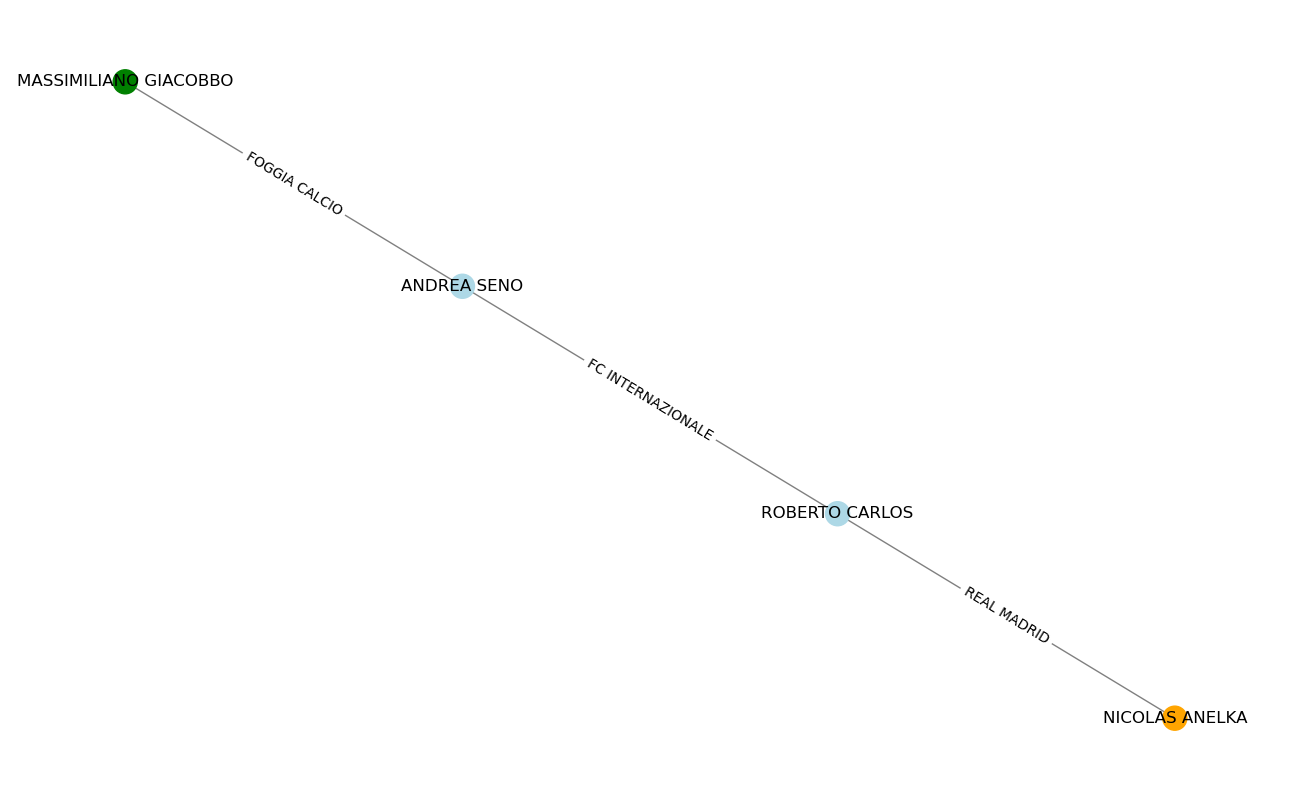 MASSIMILIANO GIACOBBO
FOGGIA CALCIO
ANDREA SENO
FC INTERNAZIONALE
ROBERTO CARLOS
REAL MADRID
NICOLAS ANELKA